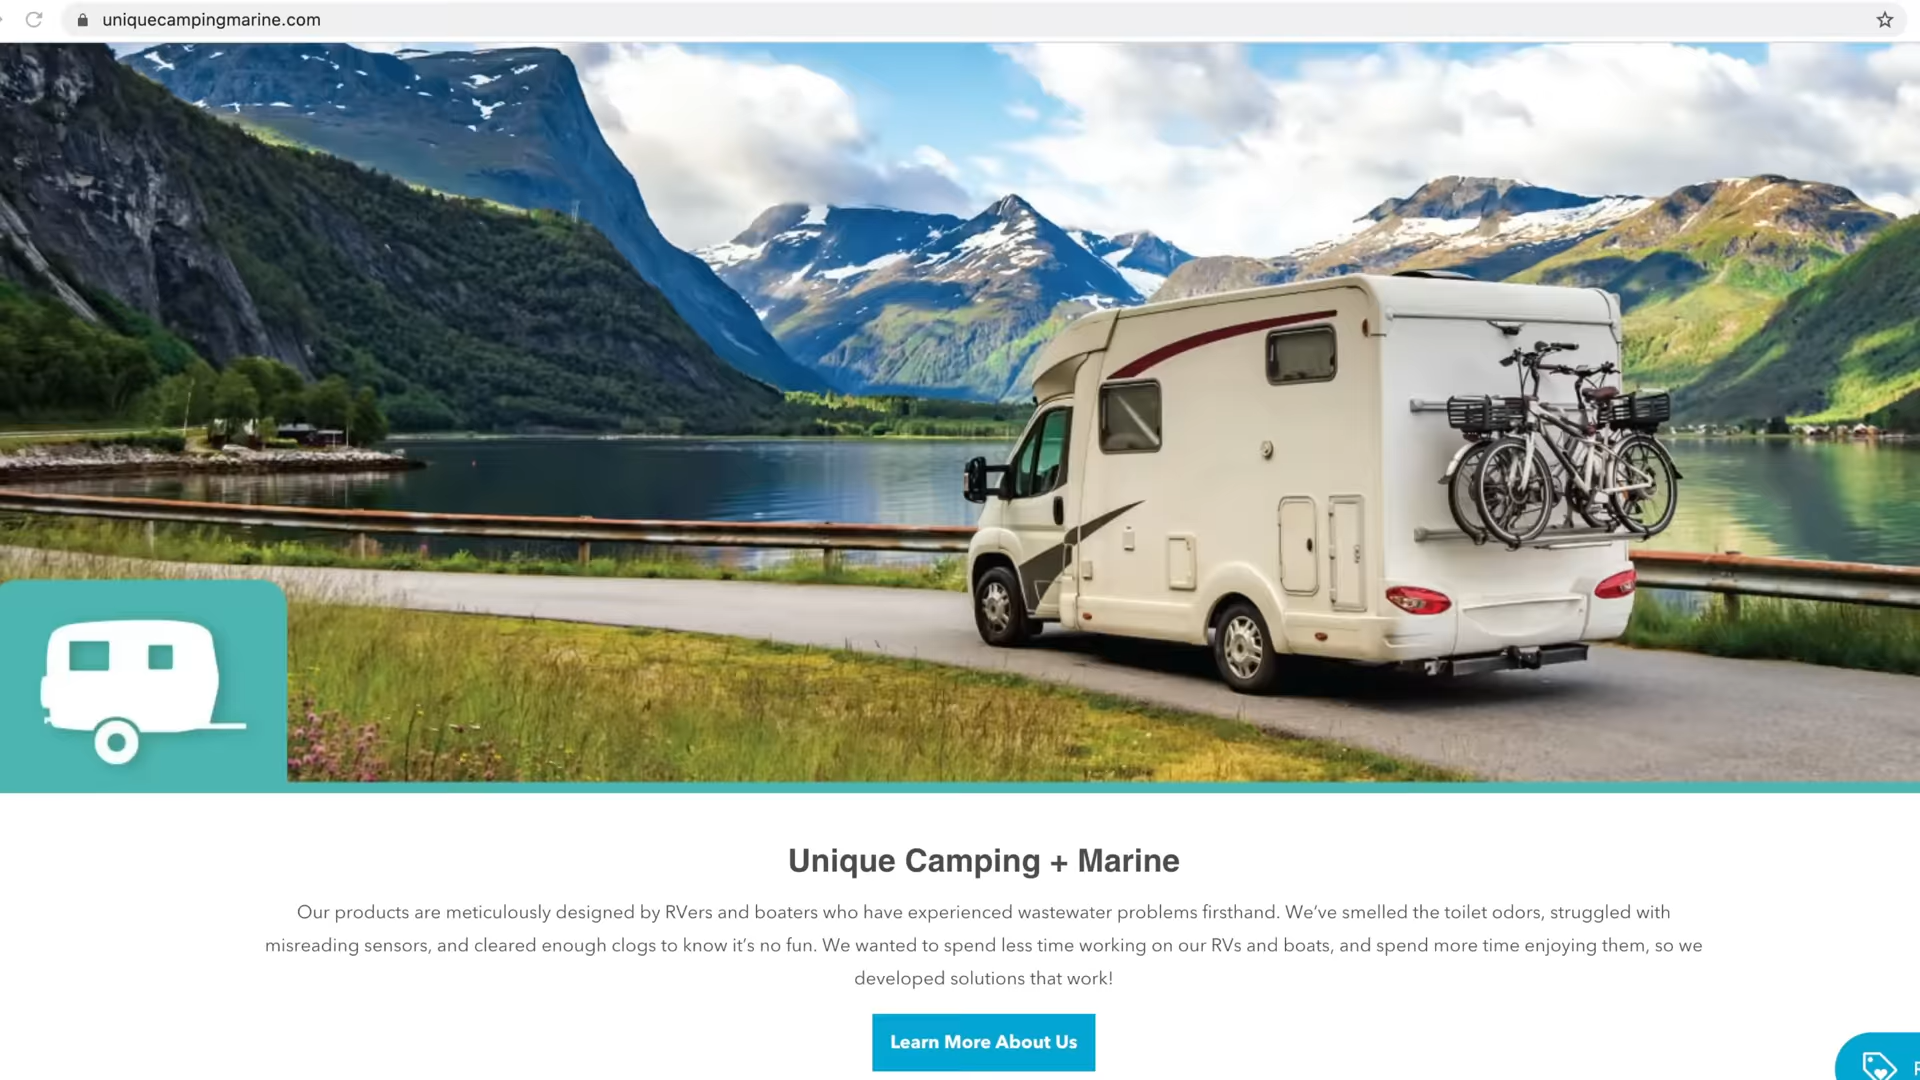 uniquecampingmarine.com
Unique Camping + Marine
Our products are meticulously designed by RVers and boaters who have experienced wastewater problems firsthand. We’ve smelled the toilet odors, struggled with
misreading sensors, and cleared enough clogs to know it’s no fun. We wanted to spend less time working on our RVs and boats, and spend more time enjoying them, so we
developed solutions that work!
Learn More About Us